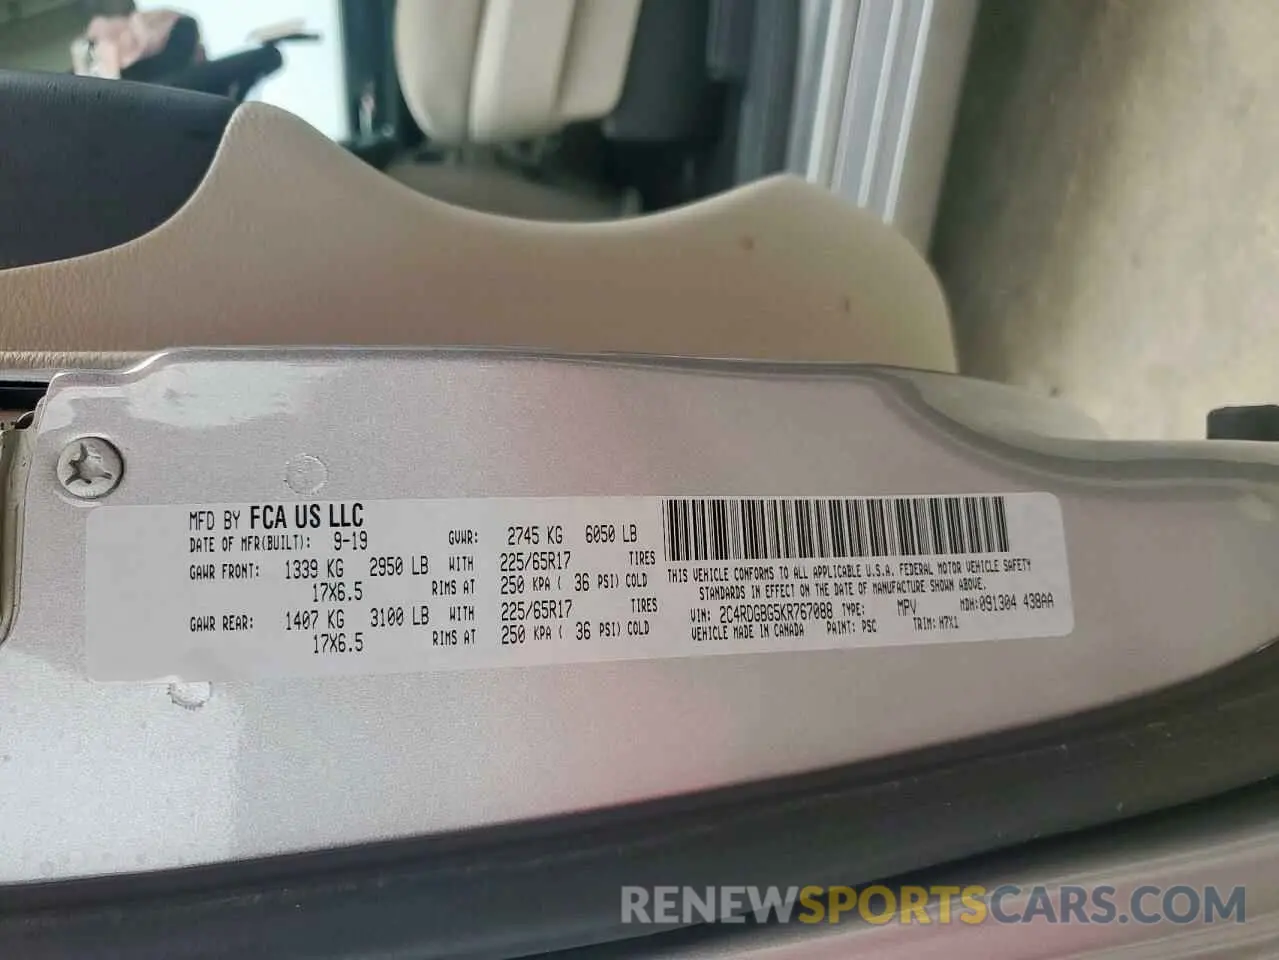 MFD BY FCA US LLC
DATE OF MFR(BUILT): 9-19 GVWR: 2745 KG 6050 LB
GAWR FRONT: 1339 KG 2950 LB WITH 225/65R17 TIRES
17X6.5 RIMS AT 250 KPA ( 36 PSI) COLD
GAWR REAR: 1407 KG 3100 LB WITH 225/65R17 TIRES
17X6.5 RIMS AT 250 KPA ( 36 PSI) COLD
THIS VEHICLE CONFORMS TO ALL APPLICABLE U.S.A. FEDERAL MOTOR VEHICLE SAFETY
STANDARDS IN EFFECT ON THE DATE OF MANUFACTURE SHOWN ABOVE.
VIN: 2C4RDGBG5KR767088 TYPE: MPV MDH: 091304 438AA
VEHICLE MADE IN CANADA PAINT: PSC TRIM: H7X1
RENEWSPORTSCARS.COM